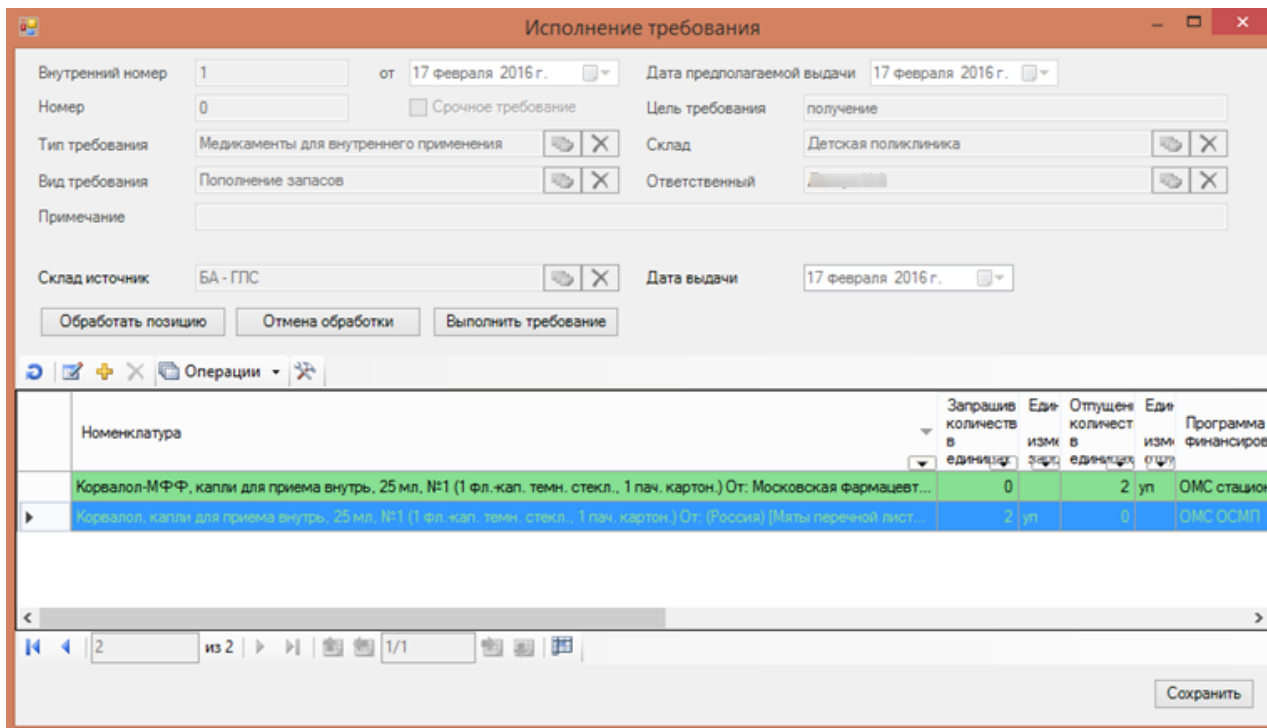 Исполнение требования
Внутренний номер 1 от 17 февраля 2016 г. Дата предполагаемой выдачи 17 февраля 2016 г.
Номер 0 Срочное требование Цель требования получение
Тип требования Медикаменты для внутреннего применения Склад Детская поликлиника
Вид требования Пополнение запасов Ответственный
Примечание
Склад источник БА - ГЛС Дата выдачи 17 февраля 2016 г.
Обработать позицию Отмена обработки Выполнить требование
Операции
Запрашив Един Отпущен Един
Номенклатура количеств количест Программа
в изме в изме финансиров
единицах единицах
Корвалол-МФФ, капли для приема внутрь, 25 мл, №1 (1 фл.-кап. темн. стекл., 1 пач. картон.) От: Московская фармацевт... 0 2 уп ОМС стацион
Корвалол, капли для приема внутрь, 25 мл, №1 (1 фл.-кап. темн. стекл., 1 пач. картон.) От: (Россия) [Мяты перечной лист... 2 уп 0 ОМС ОСМП
2 из 2 1/1
Сохранить